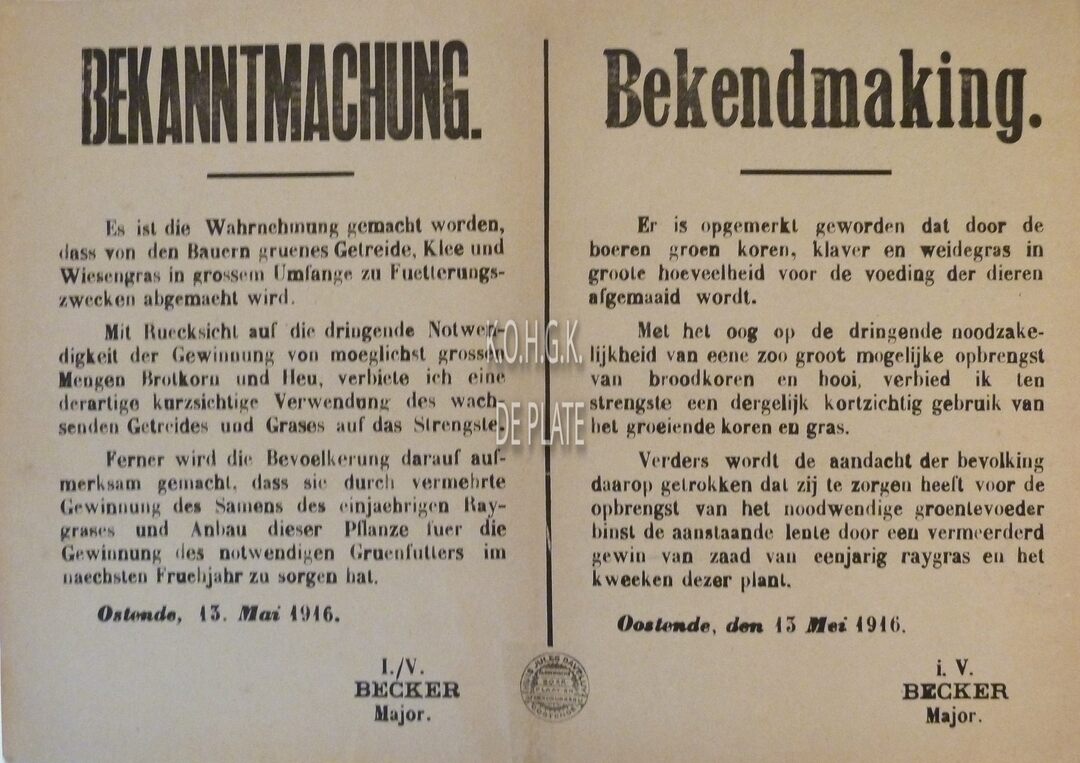 BEKANNTMACHUNG.
Es ist die Wahrnehmung gemacht worden,
dass von den Bauern gruenes Getreide, Klee und
Wiesengras in grossem Umfange zu Fuetterungs-
zwecken abgemacht wird.
Mit Ruecksicht auf die dringende Notwen-
digkeit der Gewinnung von moeglichst grossen
Mengen Brotkorn und Heu, verbiete ich eine
derartige kurzsichtige Verwendung des wach-
senden Getreides und Grases auf das Strengste.
Ferner wird die Bevoelkerung darauf auf-
merksam gemacht, dass sie durch vermehrte
Gewinnung des Samens des einjaehrigen Ray-
grases und Anbau dieser Pflanze fuer die
Gewinnung des notwendigen Gruenfutters im
naechsten Fruehjahr zu sorgen hat.
Ostende, 13. Mai 1916.
I./V.
BECKER
Major.
Bekendmaking.
Er is opgemerkt geworden dat door de
boeren groen koren, klaver en weidegras in
groote hoeveelheid voor de voeding der dieren
afgemaaid wordt.
Met het oog op de dringende noodzake-
lijkheid van eene zoo groot mogelijke opbrengst
van broodkoren en hooi, verbied ik ten
strengste een dergelijk kortzichtig gebruik van
het groeiende koren en gras.
Verders wordt de aandacht der bevolking
daarop getrokken dat zij te zorgen heeft voor de
opbrengst van het noodwendige groentevoeder
binst de aanstaande lente door een vermeerderd
gewin van zaad van eenjarig raygras en het
kweeken dezer plant.
Oostende, den 13 Mei 1916.
i. V.
BECKER
Major.
K.O.H.G.K.
DE PLATE